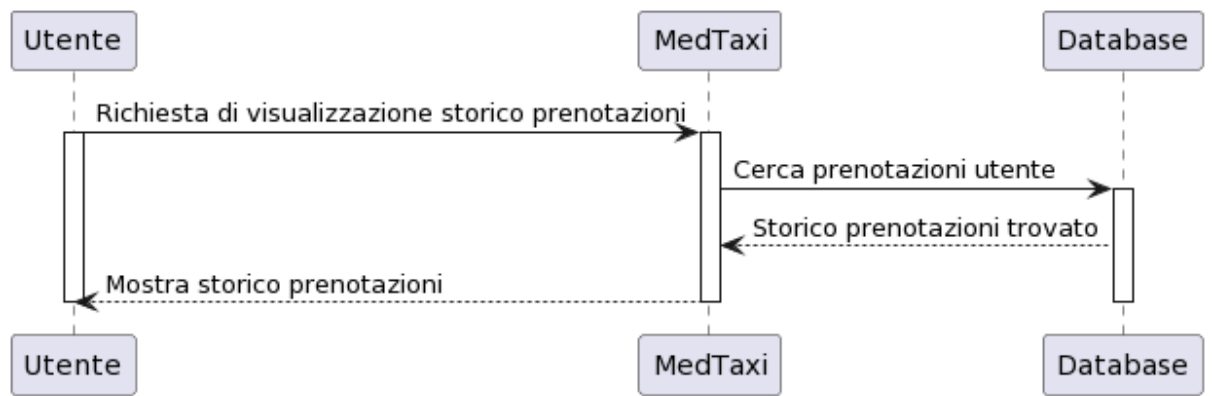 Utente
MedTaxi
Database
Richiesta di visualizzazione storico prenotazioni
Cerca prenotazioni utente
Storico prenotazioni trovato
Mostra storico prenotazioni
Utente
MedTaxi
Database